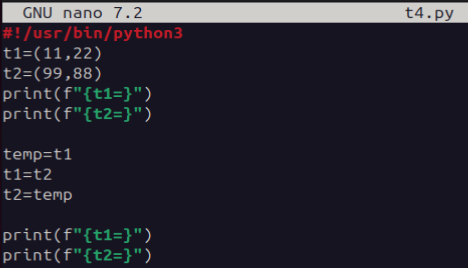 GNU nano 7.2 t4.py
#!/usr/bin/python3
t1=(11,22)
t2=(99,88)
print(f"{t1=}")
print(f"{t2=}")
temp=t1
t1=t2
t2=temp
print(f"{t1=}")
print(f"{t2=}")